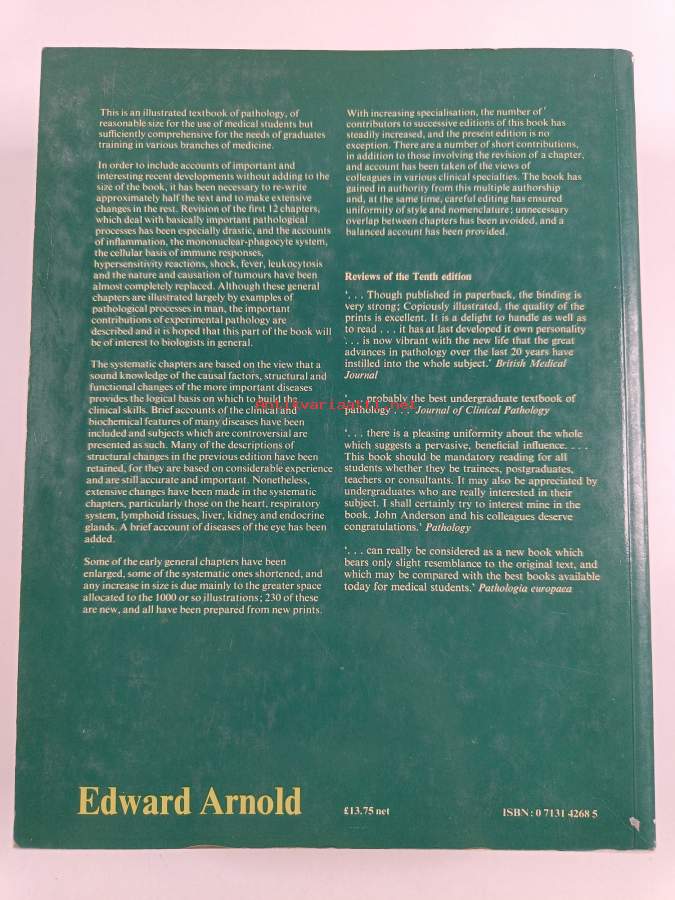 This is an illustrated textbook of pathology, of
reasonable size for the use of medical students but
sufficiently comprehensive for the needs of graduates
training in various branches of medicine.
In order to include accounts of important and
interesting recent developments without adding to the
size of the book, it has been necessary to re-write
approximately half the text and to make extensive
changes in the rest. Revision of the first 12 chapters,
which deal with basically important pathological
processes has been especially drastic, and the accounts
of inflammation, the mononuclear-phagocyte system,
the cellular basis of immune responses,
hypersensitivity reactions, shock, fever, leukocytosis
and the nature and causation of tumours have been
almost completely replaced. Although these general
chapters are illustrated largely by examples of
pathological processes in man, the important
contributions of experimental pathology are
described and it is hoped that this part of the book will
be of interest to biologists in general.
The systematic chapters are based on the view that a
sound knowledge of the causal factors, structural and
functional changes of the more important diseases
provides the logical basis on which to build the
clinical skills. Brief accounts of the clinical and
biochemical features of many diseases have been
included and subjects which are controversial are
presented as such. Many of the descriptions of
structural changes in the previous edition have been
retained, for they are based on considerable experience
and are still accurate and important. Nonetheless,
extensive changes have been made in the systematic
chapters, particularly those on the heart, respiratory
system, lymphoid tissues, liver, kidney and endocrine
glands. A brief account of diseases of the eye has been
added.
Some of the early general chapters have been
enlarged, some of the systematic ones shortened, and
any increase in size is due mainly to the greater space
allocated to the 1000 or so illustrations; 230 of these
are new, and all have been prepared from new prints.
With increasing specialisation, the number of
contributors to successive editions of this book has
steadily increased, and the present edition is no
exception. There are a number of short contributions,
in addition to those involving the revision of a chapter,
and account has been taken of the views of
colleagues in various clinical specialties. The book has
gained in authority from this multiple authorship
and, at the same time, careful editing has ensured
uniformity of style and nomenclature; unnecessary
overlap between chapters has been avoided, and a
balanced account has been provided.
Reviews of the Tenth edition
'. . . Though published in paperback, the binding is
very strong; Copiously illustrated, the quality of the
prints is excellent. It is a delight to handle as well as
to read . . . it has at last developed it own personality
'. . . is now vibrant with the new life that the great
advances in pathology over the last 20 years have
instilled into the whole subject.' British Medical
Journal
'. . . probably the best undergraduate textbook of
pathology . . .' Journal of Clinical Pathology
'. . . there is a pleasing uniformity about the whole
which suggests a pervasive, beneficial influence. . . .
This book should be mandatory reading for all
students whether they be trainees, postgraduates,
teachers or consultants. It may also be appreciated by
undergraduates who are really interested in their
subject. I shall certainly try to interest mine in the
book. John Anderson and his colleagues deserve
congratulations.' Pathology
'. . . can really be considered as a new book which
bears only slight resemblance to the original text, and
which may be compared with the best books available
today for medical students.' Pathologia europaea
antikvariaatti.net
Edward Arnold
£13.75 net
ISBN: 0 7131 4268 5